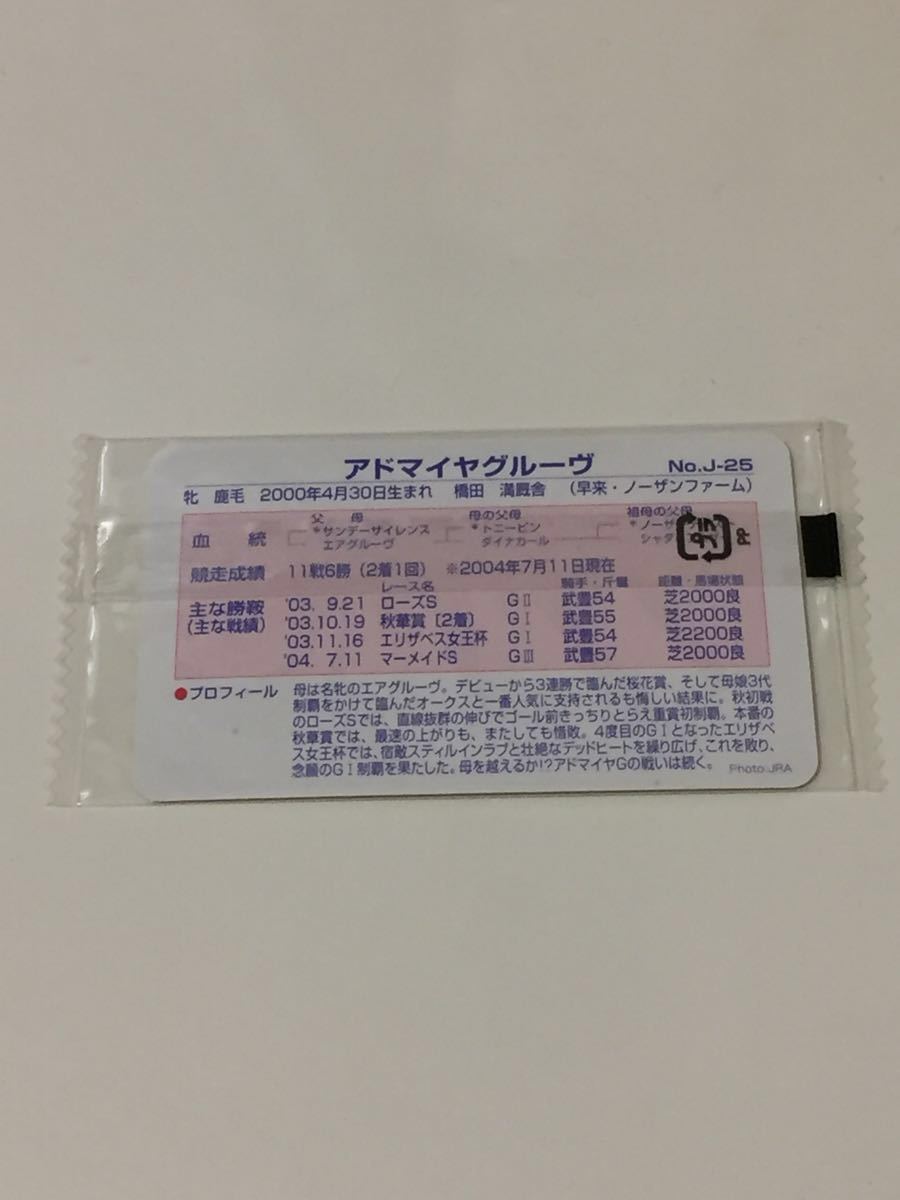 アドマイヤグルーヴ No.J-25
牝 鹿毛 2000年4月30日生まれ 橋田 満厩舎 (早来・ノーザンファーム)
父 母 母の父母 祖母の父母
血 統 *サンデーサイレンス *トニービン *ノーザ
エアグルーヴ ダイナカール シャダ
プラ PP
競走成績 11戦6勝(2着1回) ※2004年7月11日現在
レース名 騎手・斤量 距離・馬場状態
主な勝鞍 '03. 9.21 ローズS GⅡ 武豊54 芝2000良
(主な戦績) '03.10.19 秋華賞〔2着〕 GⅠ 武豊55 芝2000良
'03.11.16 エリザベス女王杯 GⅠ 武豊54 芝2200良
'04. 7.11 マーメイドS GⅢ 武豊57 芝2000良
●プロフィール 母は名牝のエアグルーヴ。デビューから3連勝で臨んだ桜花賞、そして母娘3代
制覇をかけて臨んだオークスと一番人気に支持されるも悔しい結果に。秋初戦
のローズSでは、直線抜群の伸びでゴール前きっちりとらえ重賞初制覇。本番の
秋華賞では、最速の上がりも、またしても惜敗。4度目のGⅠとなったエリザベ
ス女王杯では、宿敵スティルインラブと壮絶なデッドヒートを繰り広げ、これを敗り、
念願のGⅠ制覇を果たした。母を越えるか!?アドマイヤGの戦いは続く。 Photo:JRA